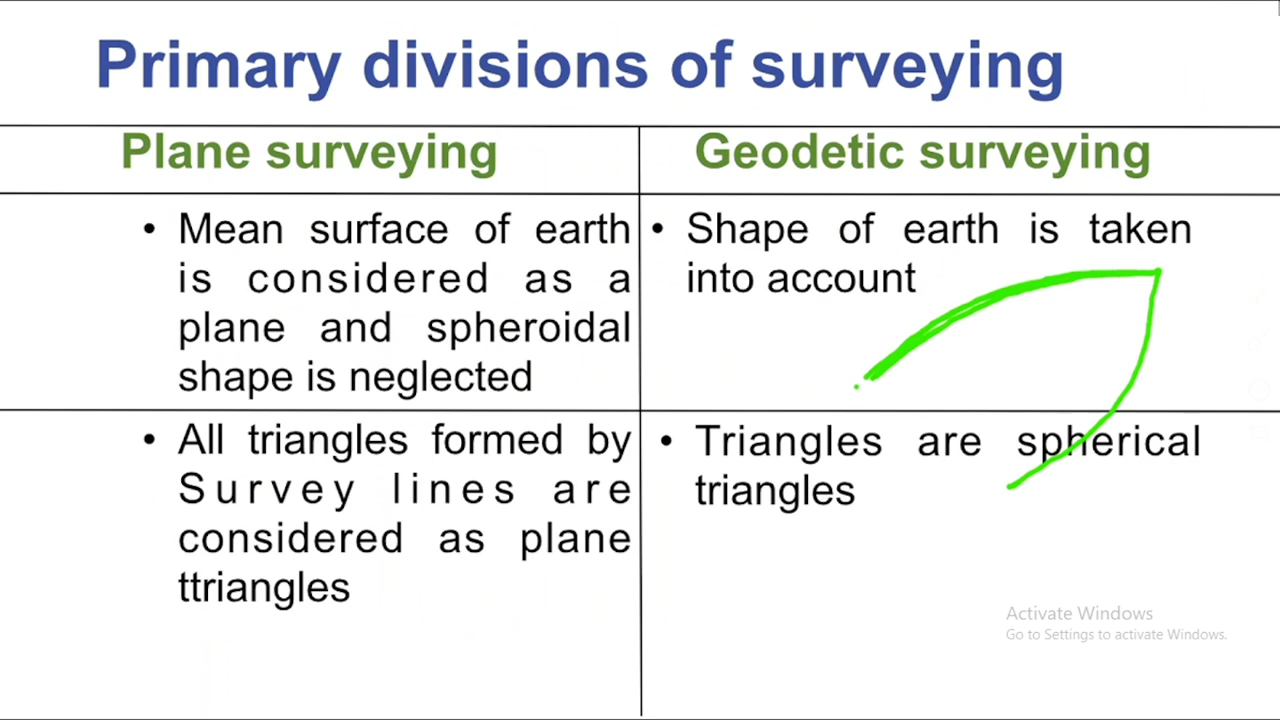 Primary divisions of surveying
Plane surveying
Geodetic surveying
• Mean surface of earth
is considered as a
plane and spheroidal
shape is neglected
• Shape of earth is taken
into account
• All triangles formed by
Survey lines are
considered as plane
ttriangles
• Triangles are spherical
triangles
Activate Windows
Go to Settings to activate Windows.